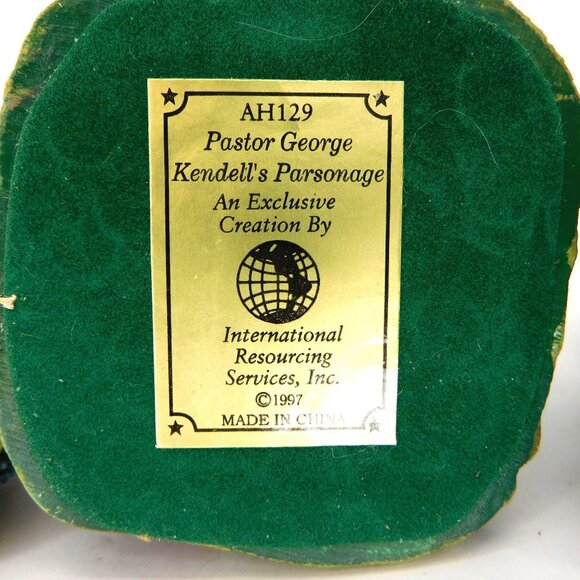 AH129
Pastor George
Kendell's Parsonage
An Exclusive
Creation By
International
Resourcing
Services, Inc.
©1997
MADE IN CHINA